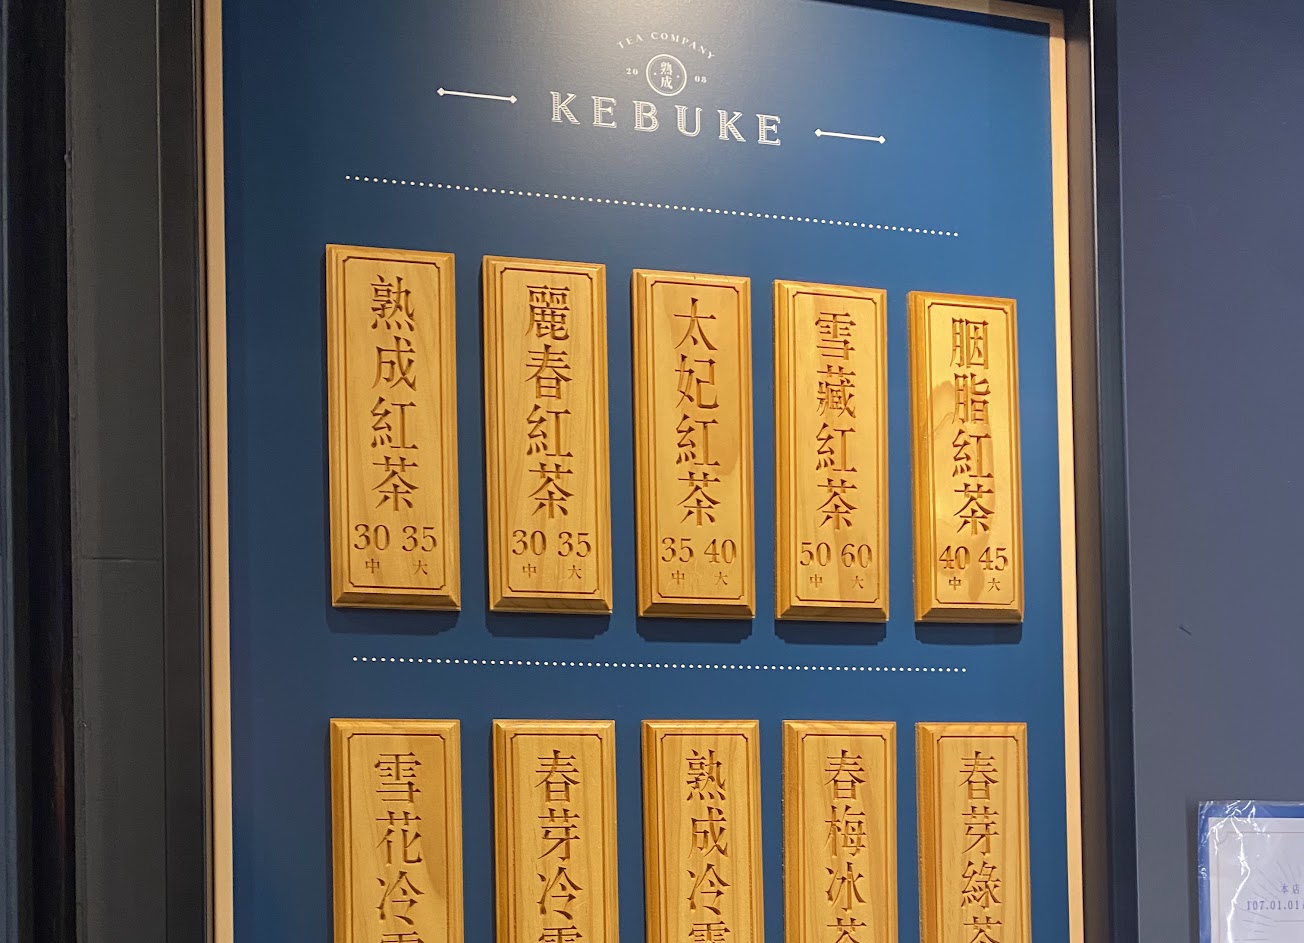 TEA COMPANY
20 熟成 08
KEBUKE
熟成紅茶
30 35
中 大
麗春紅茶
30 35
中 大
太妃紅茶
35 40
中 大
雪藏紅茶
50 60
中 大
胭脂紅茶
40 45
中 大
雪花冷
春芽冷
熟成冷
春梅冰茶
春芽綠茶
本店
107.01.01